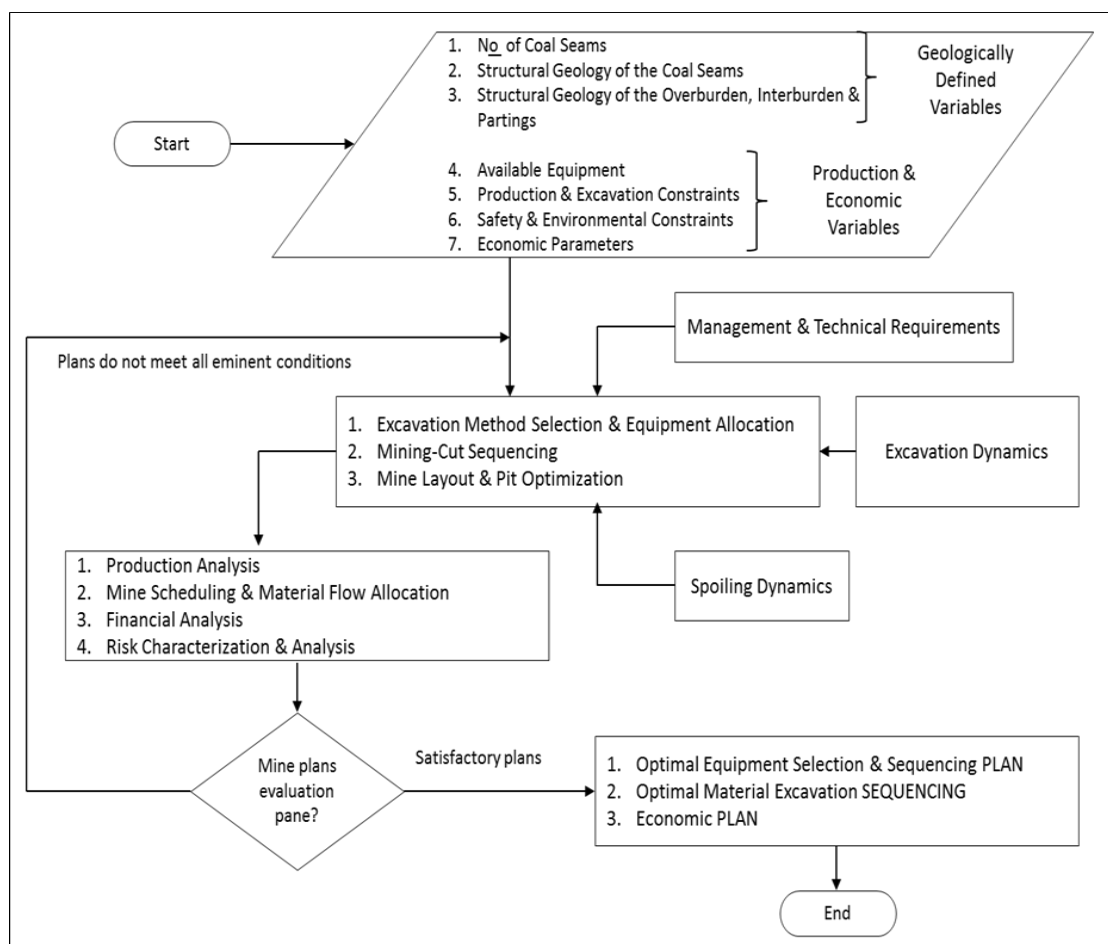 1. No of Coal Seams
2. Structural Geology of the Coal Seams
3. Structural Geology of the Overburden, Interburden &
Partings
Geologically
Defined
Variables
Start
4. Available Equipment
5. Production & Excavation Constraints
6. Safety & Environmental Constraints
7. Economic Parameters
Production &
Economic
Variables
Management & Technical Requirements
Plans do not meet all eminent conditions
1. Excavation Method Selection & Equipment Allocation
2. Mining-Cut Sequencing
3. Mine Layout & Pit Optimization
Excavation Dynamics
1. Production Analysis
2. Mine Scheduling & Material Flow Allocation
3. Financial Analysis
4. Risk Characterization & Analysis
Spoiling Dynamics
Mine plans
evaluation
pane?
Satisfactory plans
1. Optimal Equipment Selection & Sequencing PLAN
2. Optimal Material Excavation SEQUENCING
3. Economic PLAN
End